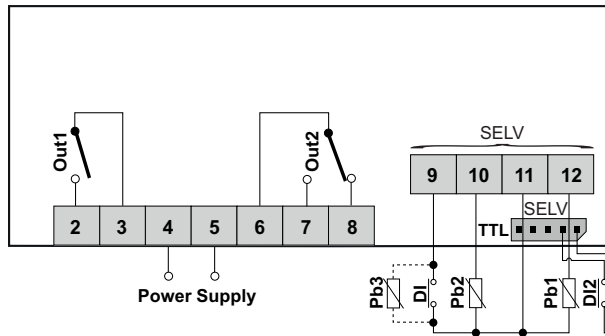 Out1
Out2
SELV
9 10 11 12
2 3 4 5 6 7 8
SELV
TTL
Power Supply
Pb3
DI
Pb2
Pb1
DI2